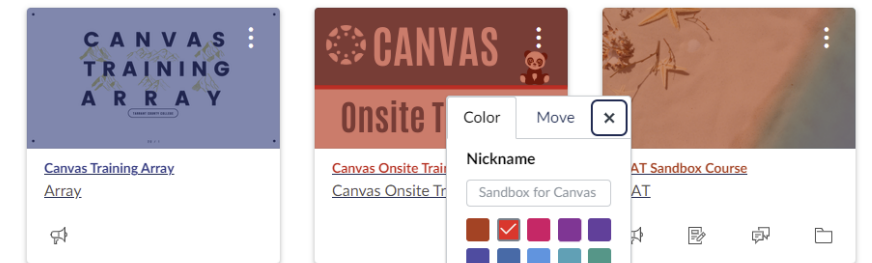 CANVAS
TRAINING
ARRAY
Canvas Training Array
Array
CANVAS
Onsite T
Canvas Onsite Trai
Canvas Onsite Tr
Color
Move
Nickname
Sandbox for Canvas
AT Sandbox Course
AT